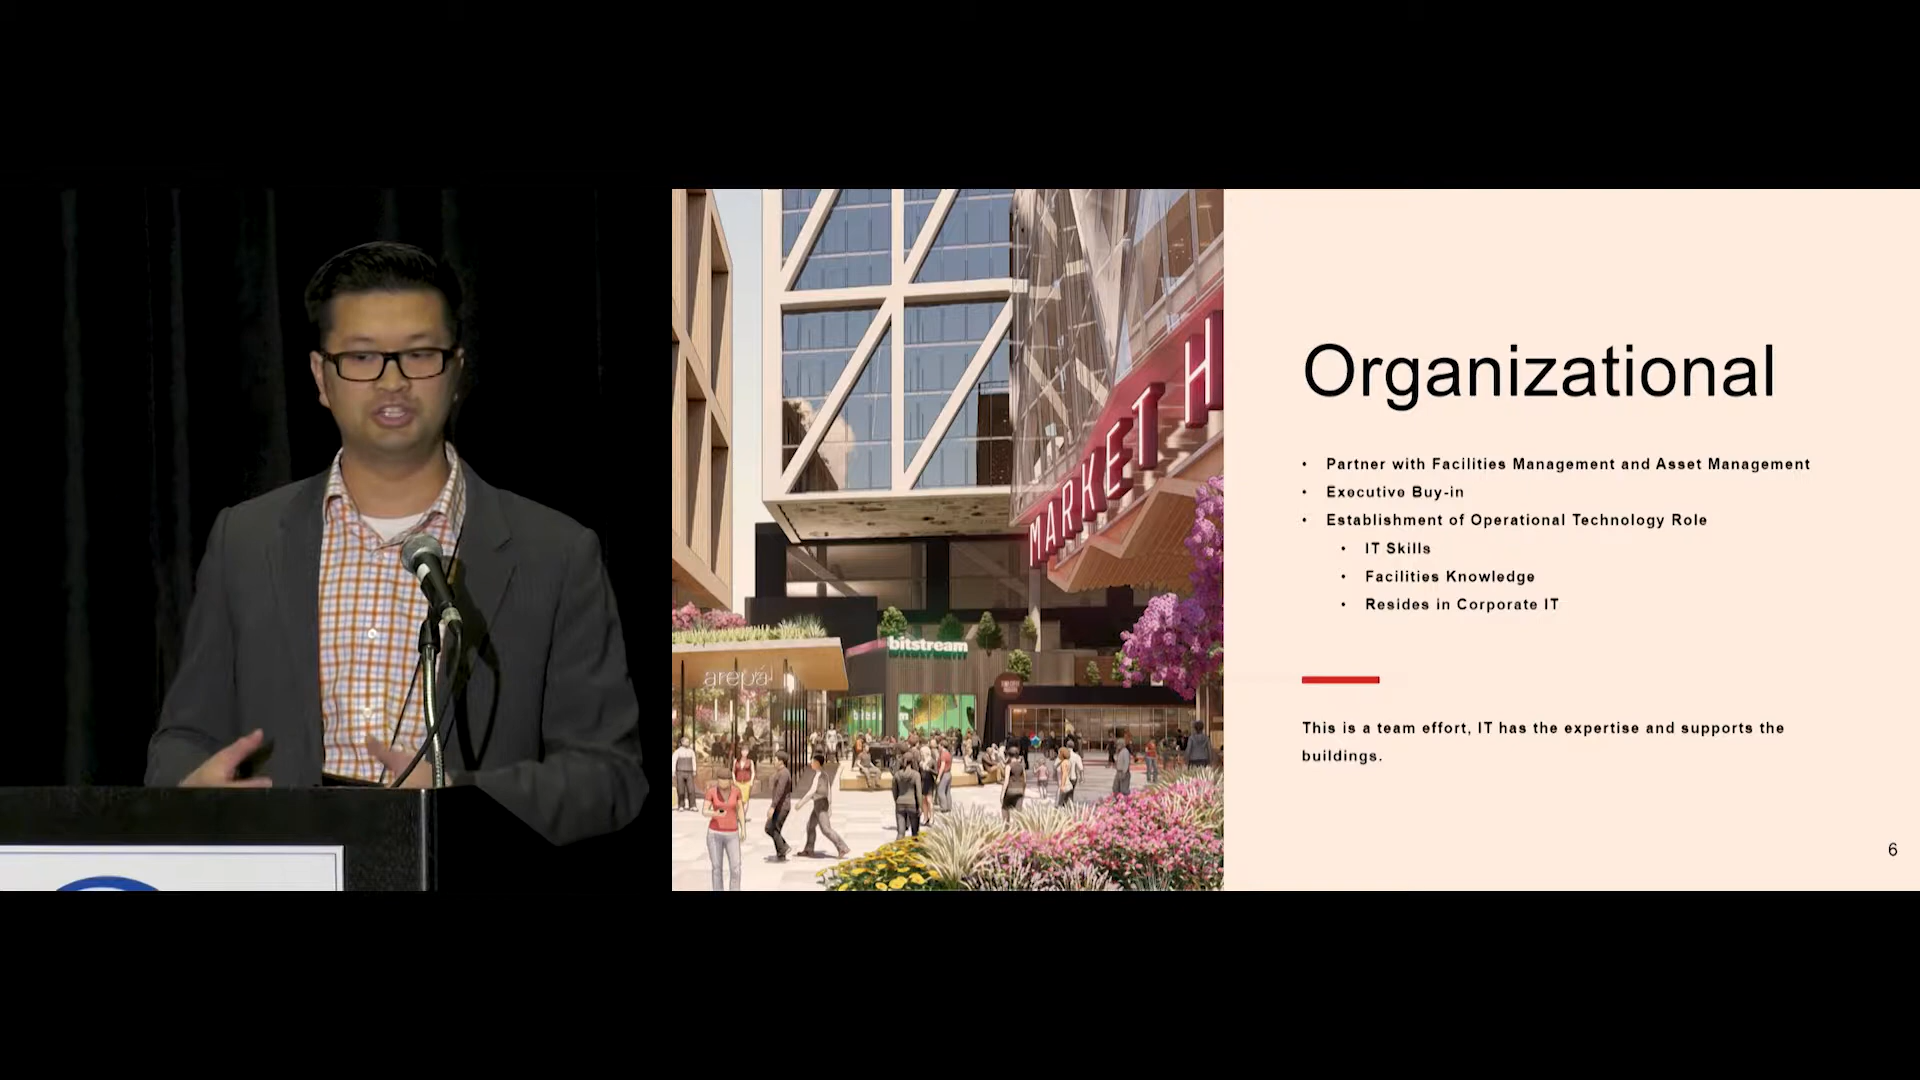 MARKET H
bitstream
arepa
Organizational
• Partner with Facilities Management and Asset Management
• Executive Buy-in
• Establishment of Operational Technology Role
• IT Skills
• Facilities Knowledge
• Resides in Corporate IT
This is a team effort, IT has the expertise and supports the
buildings.
6